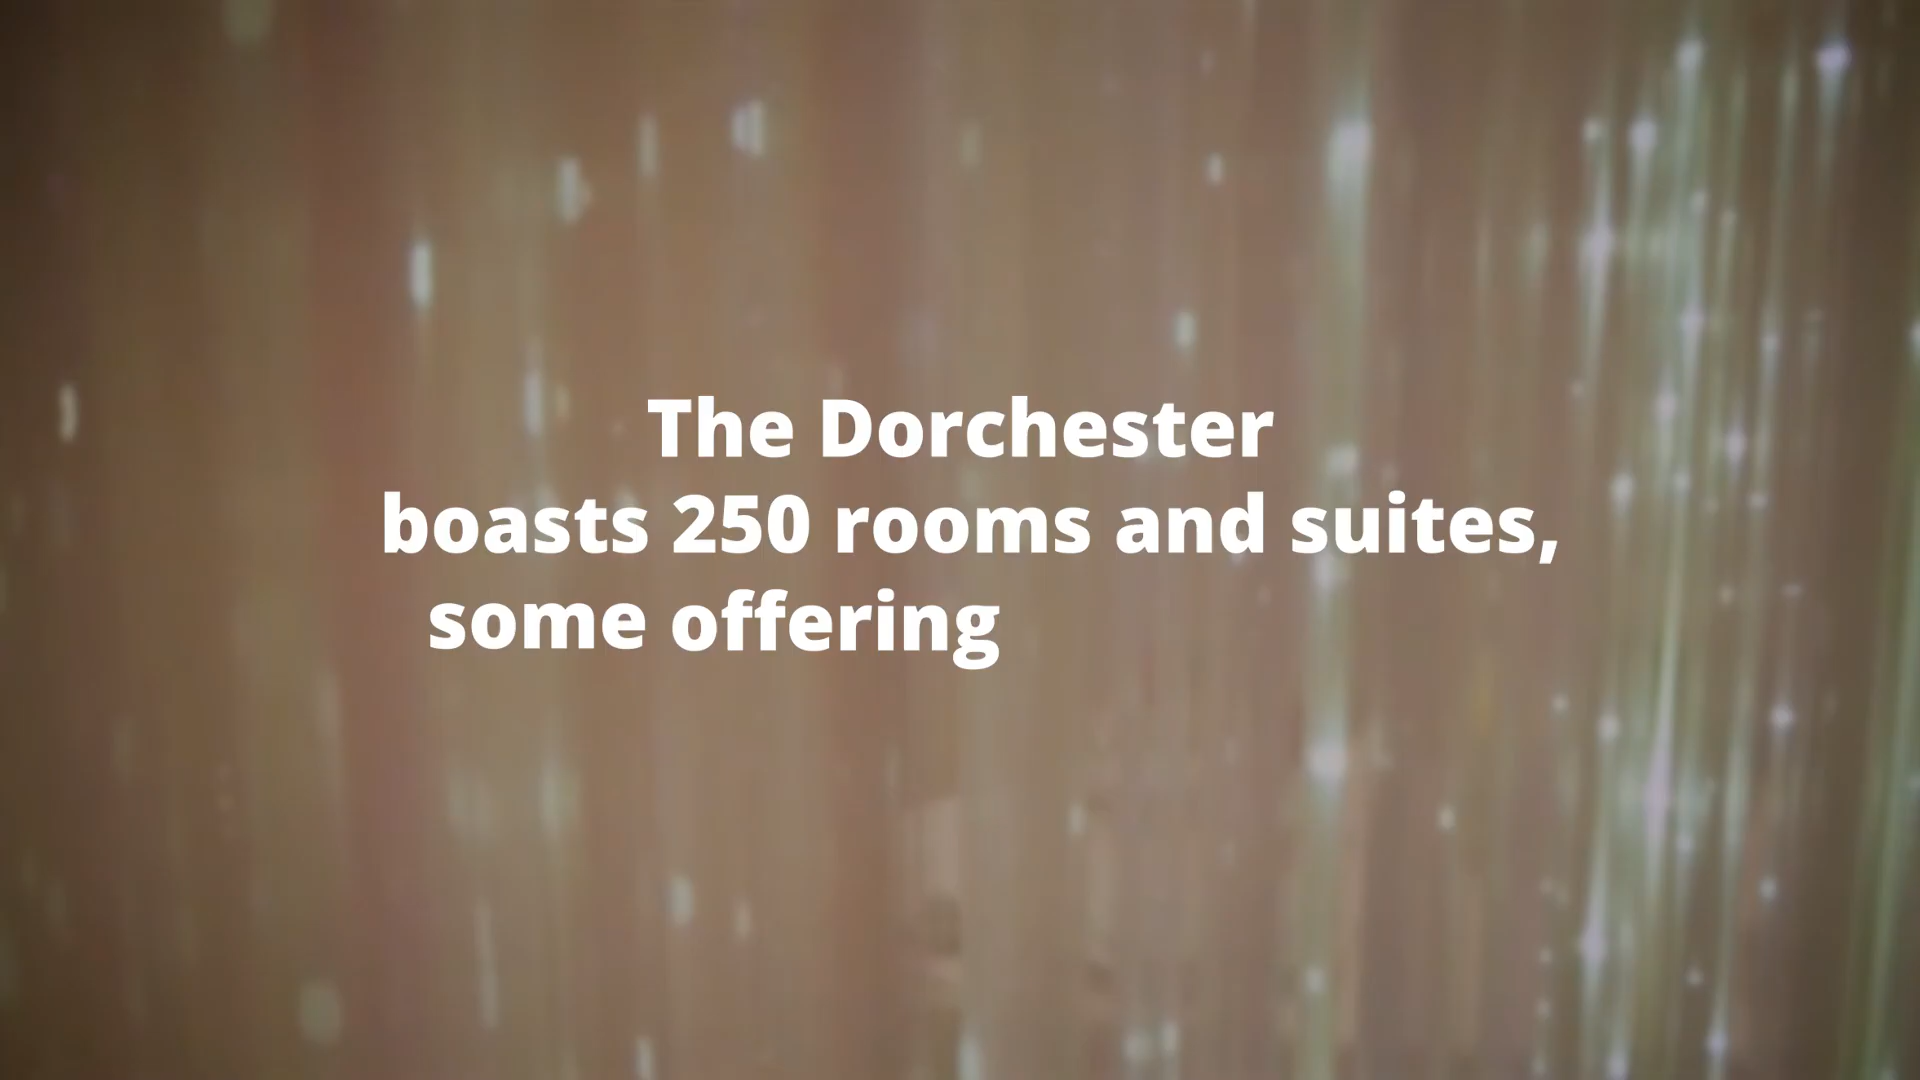 The Dorchester
boasts 250 rooms and suites,
some offering